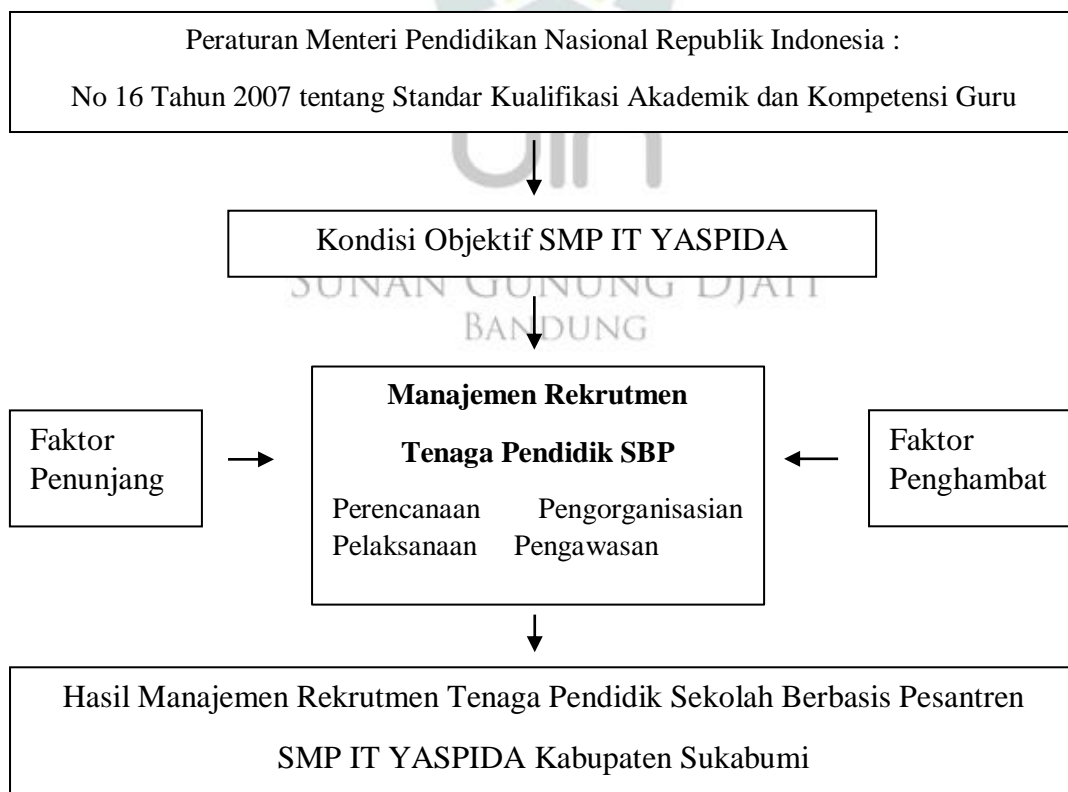 Peraturan Menteri Pendidikan Nasional Republik Indonesia :
No 16 Tahun 2007 tentang Standar Kualifikasi Akademik dan Kompetensi Guru
uin
Kondisi Objektif SMP IT YASPIDA
SUNAN GUNUNG DJATI
BANDUNG
Manajemen Rekrutmen
Tenaga Pendidik SBP
Perencanaan Pengorganisasian
Pelaksanaan Pengawasan
Faktor
Penunjang
Faktor
Penghambat
Hasil Manajemen Rekrutmen Tenaga Pendidik Sekolah Berbasis Pesantren
SMP IT YASPIDA Kabupaten Sukabumi